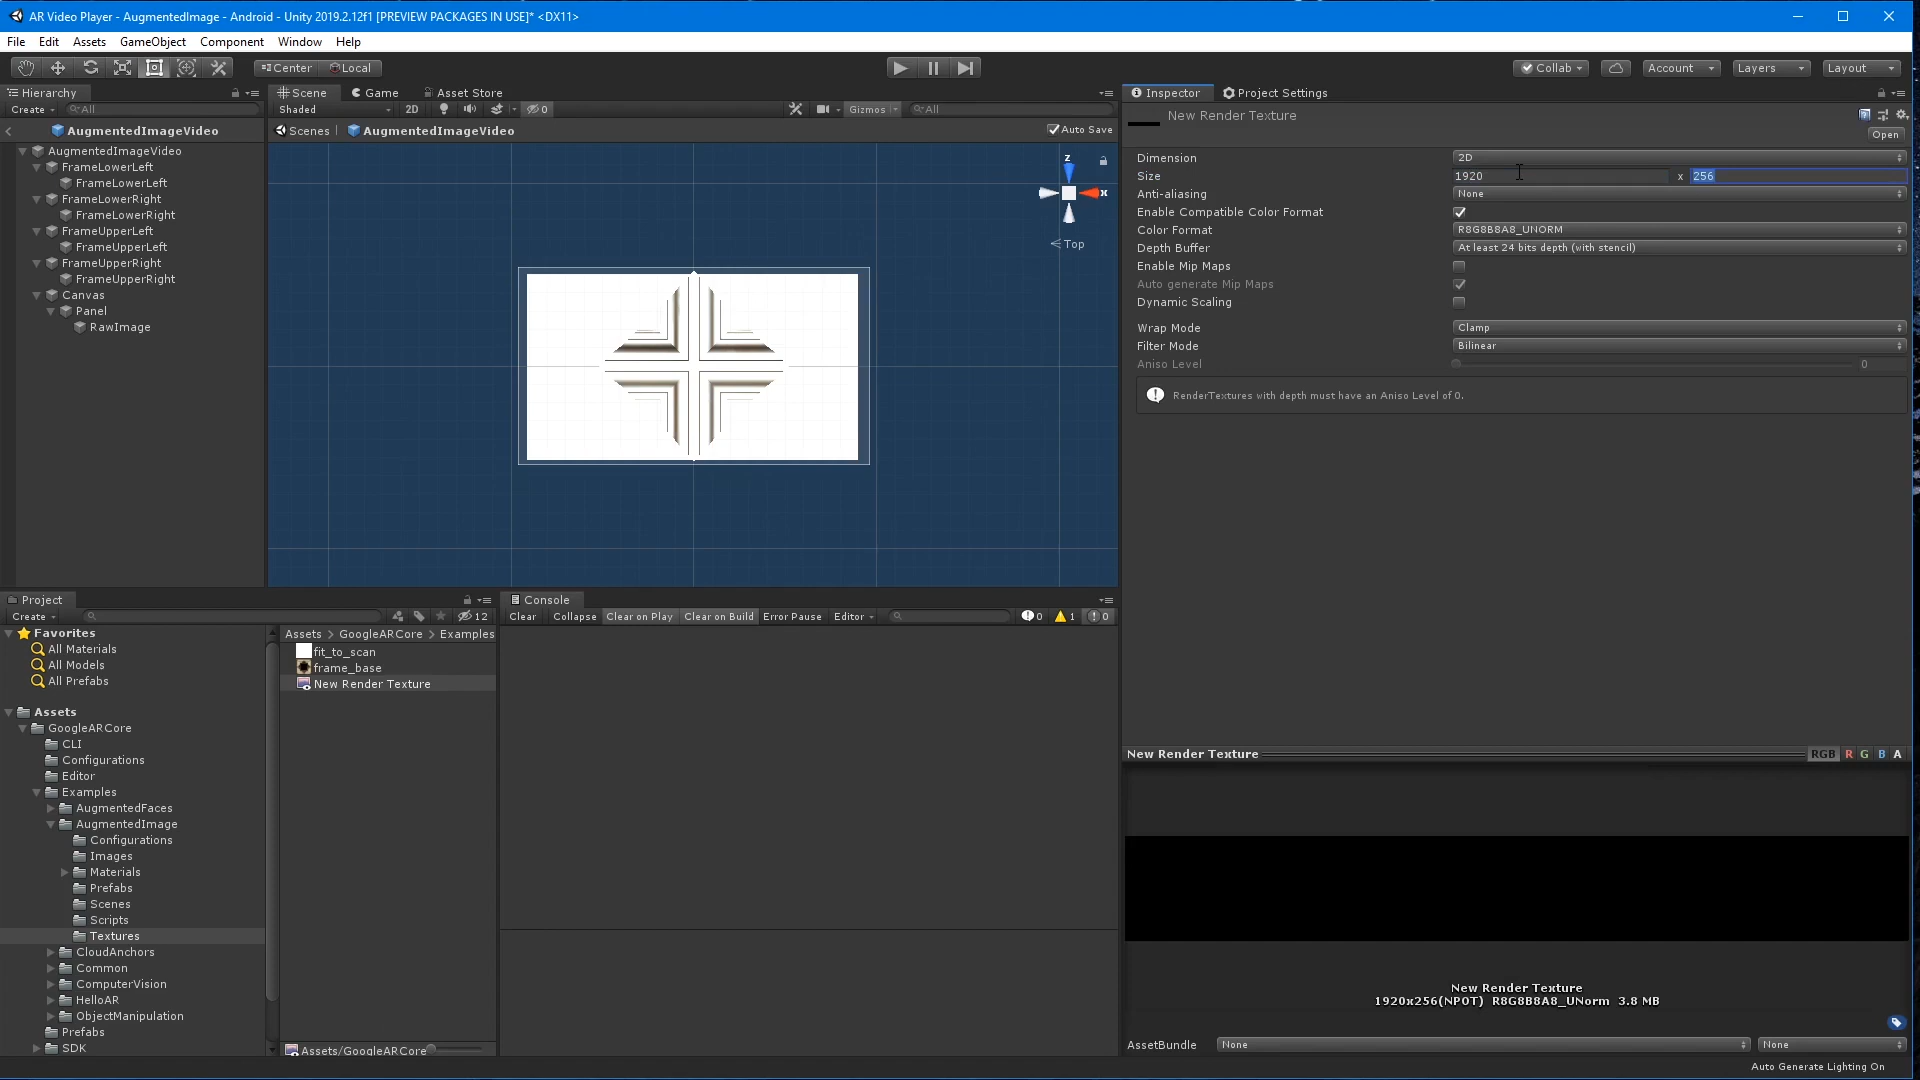 AR Video Player - AugmentedImage - Android - Unity 2019.2.12f1 [PREVIEW PACKAGES IN USE]* <DX11>
File Edit Assets GameObject Component Window Help
Center Local
Collab Account Layers Layout
Hierarchy
Create All
AugmentedImageVideo
AugmentedImageVideo
FrameLowerLeft
FrameLowerLeft
FrameLowerRight
FrameLowerRight
FrameUpperLeft
FrameUpperLeft
FrameUpperRight
FrameUpperRight
Canvas
Panel
RawImage
Scene Game Asset Store
Shaded 2D 0 Gizmos All
Scenes AugmentedImageVideo Auto Save
z
x
< Top
Inspector Project Settings
New Render Texture
Open
Dimension 2D
Size 1920 x 256
Anti-aliasing None
Enable Compatible Color Format
Color Format R8G8B8A8_UNORM
Depth Buffer At least 24 bits depth (with stencil)
Enable Mip Maps
Auto generate Mip Maps
Dynamic Scaling
Wrap Mode Clamp
Filter Mode Bilinear
Aniso Level 0
RenderTextures with depth must have an Aniso Level of 0.
Project
Create 12
Favorites
All Materials
All Models
All Prefabs
Assets
GoogleARCore
CLI
Configurations
Editor
Examples
AugmentedFaces
AugmentedImage
Configurations
Images
Materials
Prefabs
Scenes
Scripts
Textures
CloudAnchors
Common
ComputerVision
HelloAR
ObjectManipulation
Prefabs
SDK
Assets > GoogleARCore > Examples
fit_to_scan
frame_base
New Render Texture
Assets/GoogleARCore
Console
Clear Collapse Clear on Play Clear on Build Error Pause Editor 0 1 0
New Render Texture RGB R G B A
New Render Texture
1920x256(NPOT) R8G8B8A8_UNorm 3.8 MB
AssetBundle None None
Auto Generate Lighting On